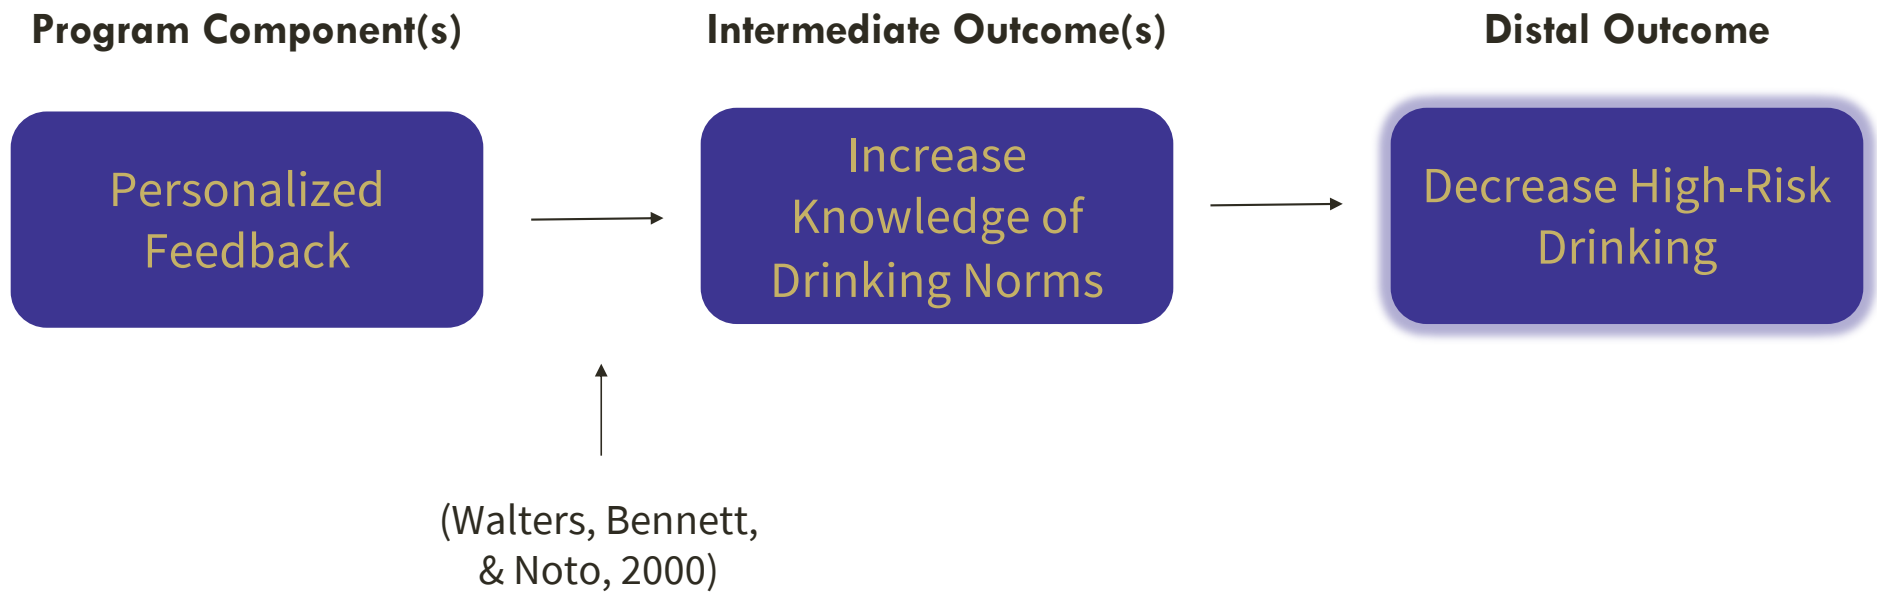 Program Component(s)
Intermediate Outcome(s)
Distal Outcome
Personalized
Feedback
Increase
Knowledge of
Drinking Norms
Decrease High-Risk
Drinking
(Walters, Bennett,
& Noto, 2000)